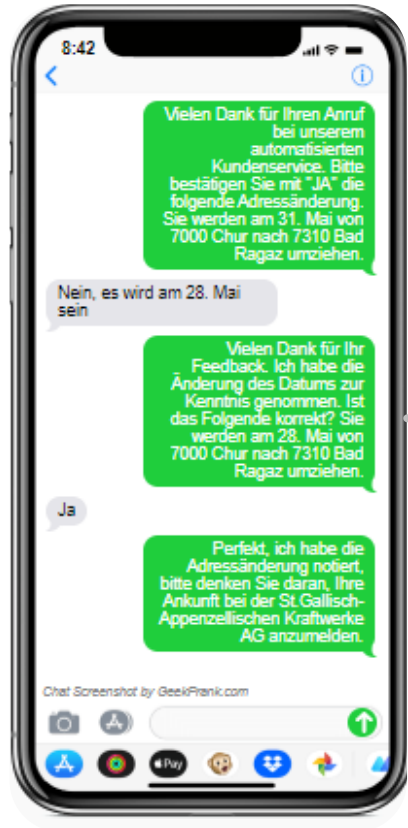 8:42
Vielen Dank für Ihren Anruf
bei unserem
automatisierten
Kundenservice. Bitte
bestätigen Sie mit "JA" die
folgende Adressänderung.
Sie werden am 31. Mai von
7000 Chur nach 7310 Bad
Ragaz umziehen.
Nein, es wird am 28. Mai
sein
Vielen Dank für Ihr
Feedback. Ich habe die
Änderung des Datums zur
Kenntnis genommen. Ist
das Folgende korrekt? Sie
werden am 28. Mai von
7000 Chur nach 7310 Bad
Ragaz umziehen.
Ja
Perfekt, ich habe die
Adressänderung notiert,
bitte denken Sie daran, Ihre
Ankunft bei der St.Gallisch-
Appenzellischen Kraftwerke
AG anzumelden.
Chat Screenshot by GeekPrank.com
Pay